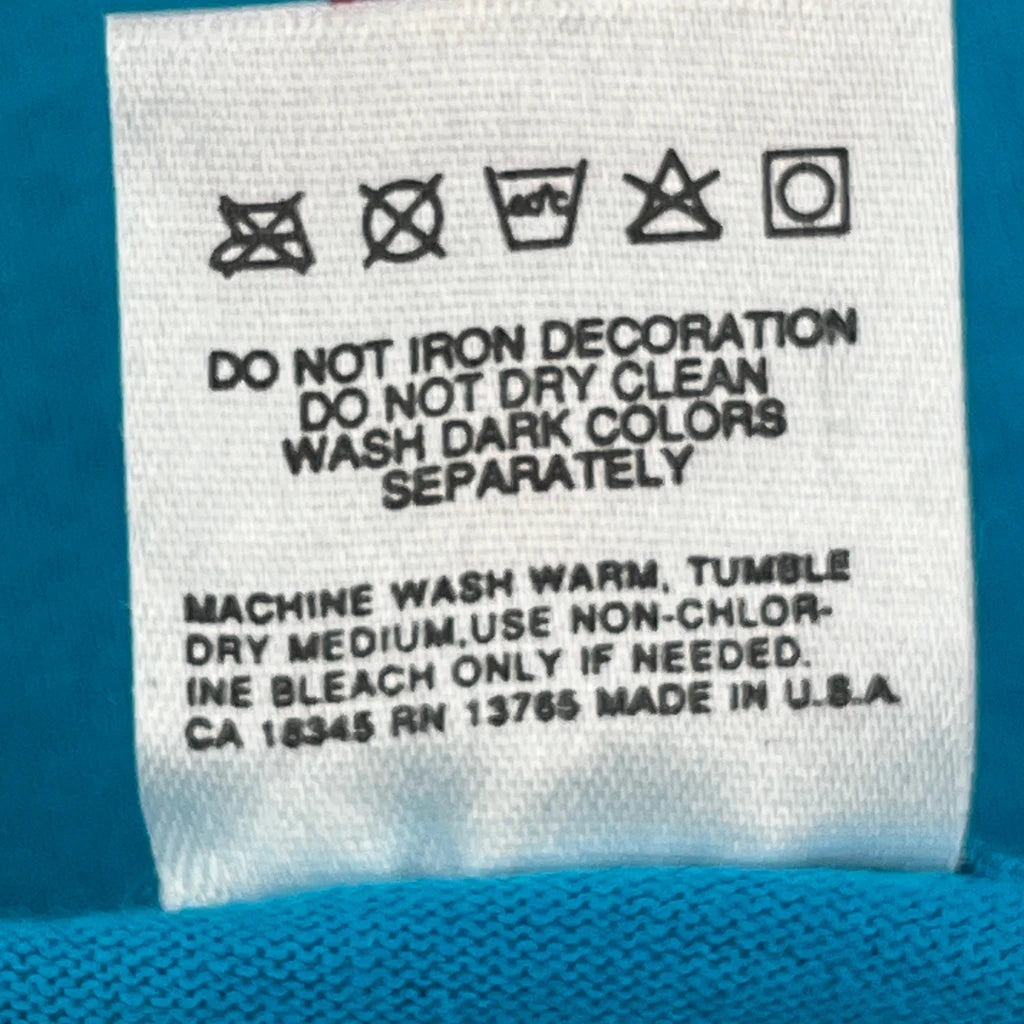 40°C
DO NOT IRON DECORATION
DO NOT DRY CLEAN
WASH DARK COLORS
SEPARATELY
MACHINE WASH WARM, TUMBLE
DRY MEDIUM.USE NON-CHLOR-
INE BLEACH ONLY IF NEEDED.
CA 18345 RN 13765 MADE IN U.S.A.